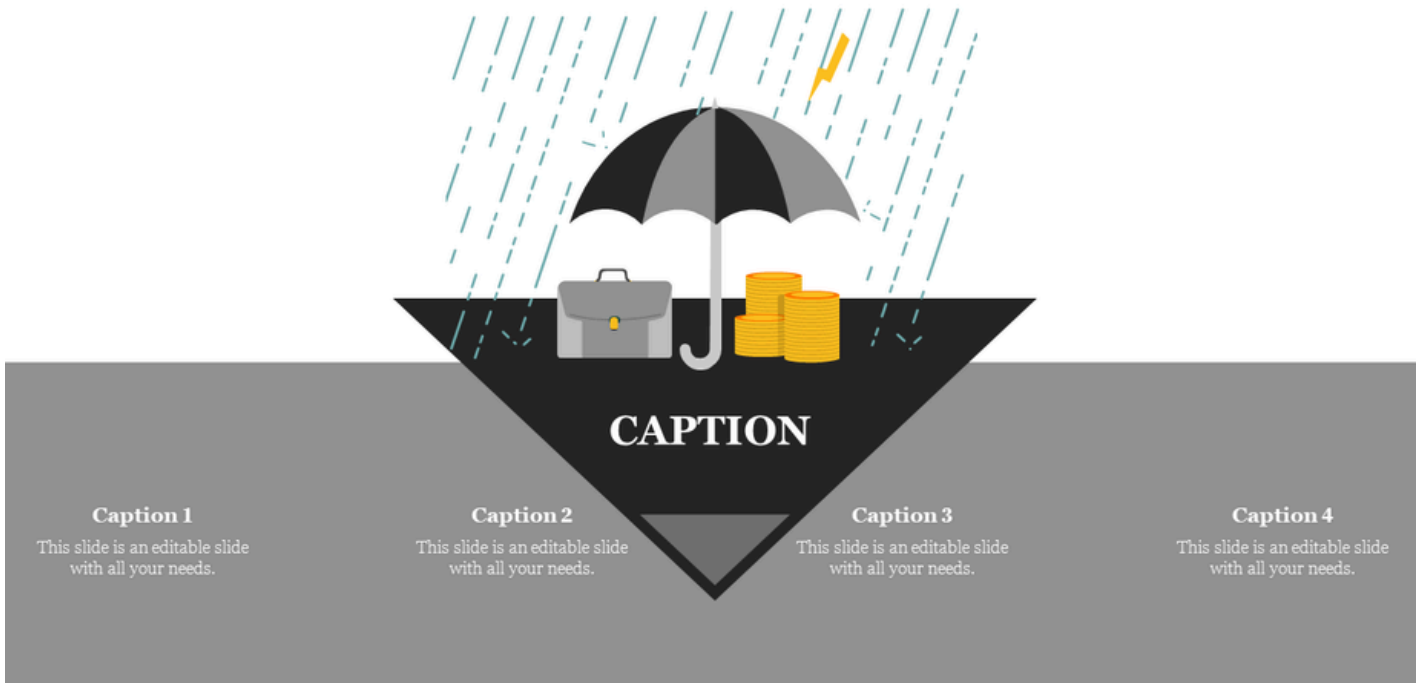 CAPTION
Caption 1
This slide is an editable slide
with all your needs.
Caption 2
This slide is an editable slide
with all your needs.
Caption 3
This slide is an editable slide
with all your needs.
Caption 4
This slide is an editable slide
with all your needs.